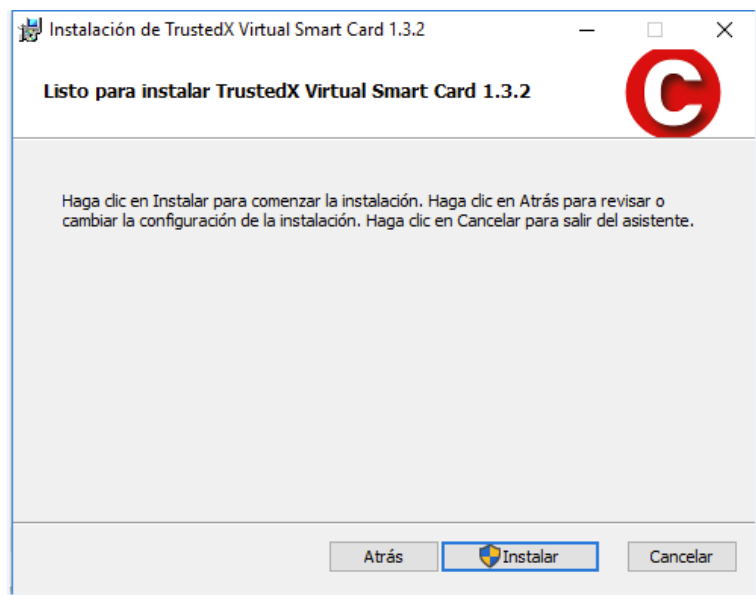 Instalación de TrustedX Virtual Smart Card 1.3.2
Listo para instalar TrustedX Virtual Smart Card 1.3.2
C
Haga clic en Instalar para comenzar la instalación. Haga clic en Atrás para revisar o
cambiar la configuración de la instalación. Haga clic en Cancelar para salir del asistente.
Atrás
Instalar
Cancelar